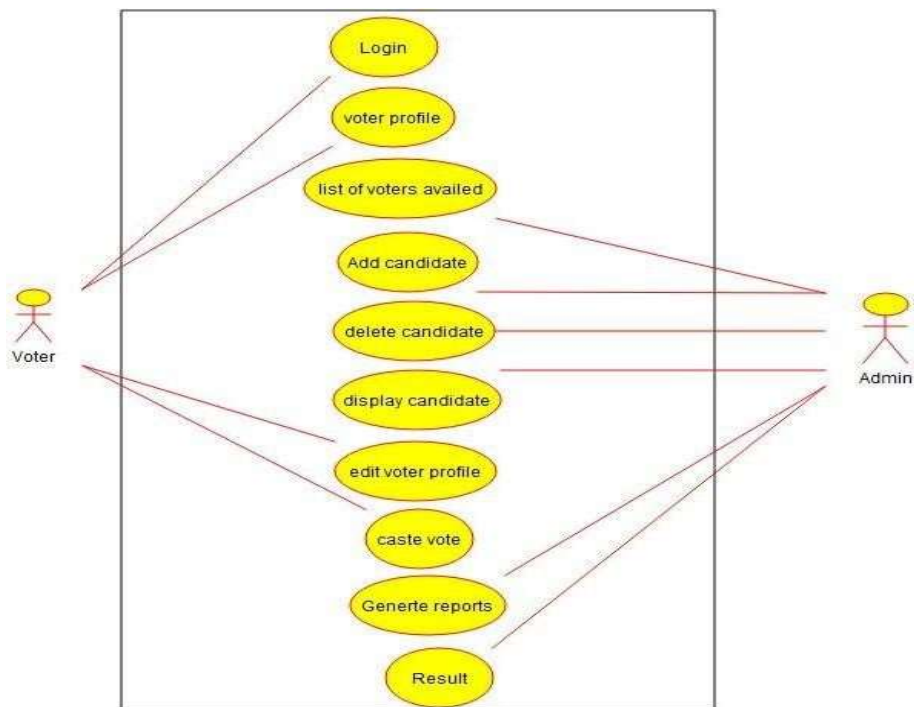 Login
voter profile
list of voters availed
Add candidate
delete candidate
Voter
Admin
display candidate
edit voter profile
caste vote
Generte reports
Result